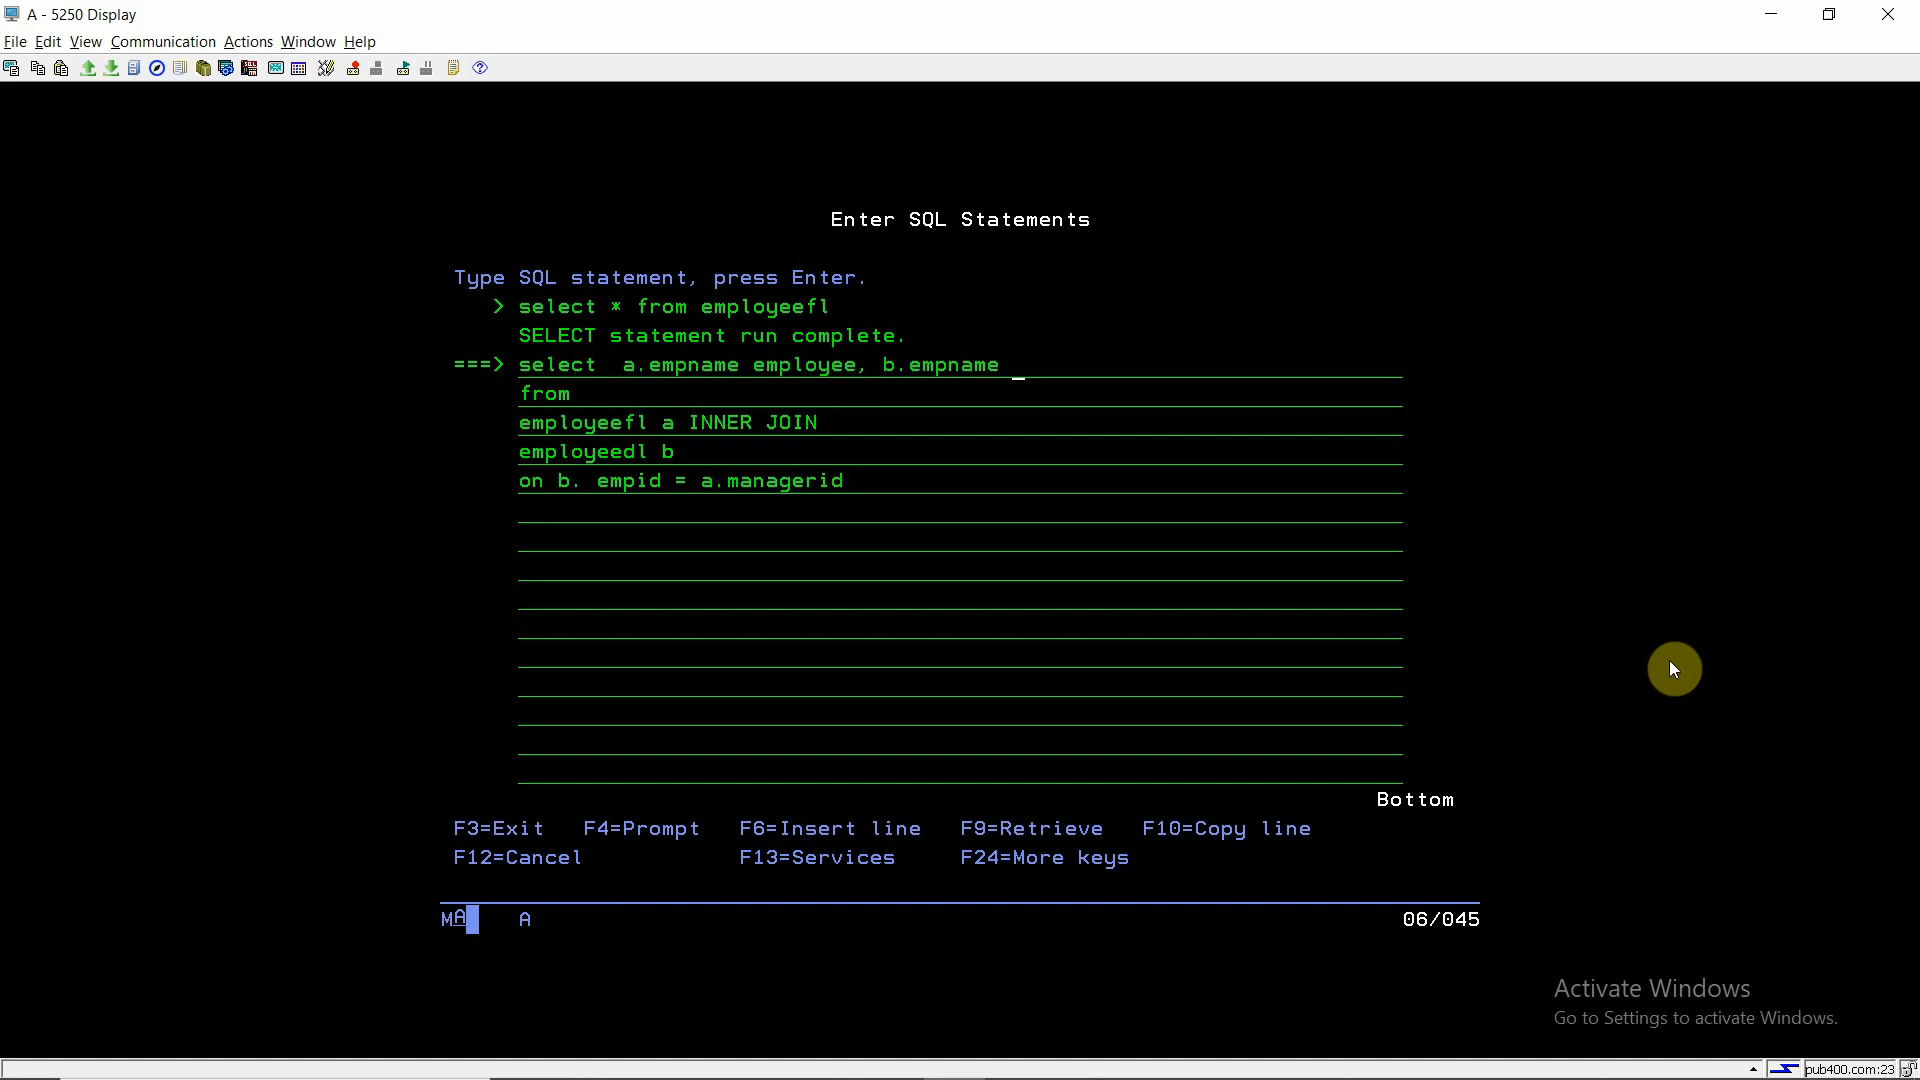 A - 5250 Display
File Edit View Communication Actions Window Help
Enter SQL Statements
Type SQL statement, press Enter.
> select * from employeefl
SELECT statement run complete.
===> select  a.empname employee, b.empname
from
employeefl a INNER JOIN
employeedl b
on b. empid = a.managerid
Bottom
F3=Exit   F4=Prompt   F6=Insert line   F9=Retrieve   F10=Copy line
F12=Cancel            F13=Services     F24=More keys
MA    A    06/045
Activate Windows
Go to Settings to activate Windows.
pub400.com:23